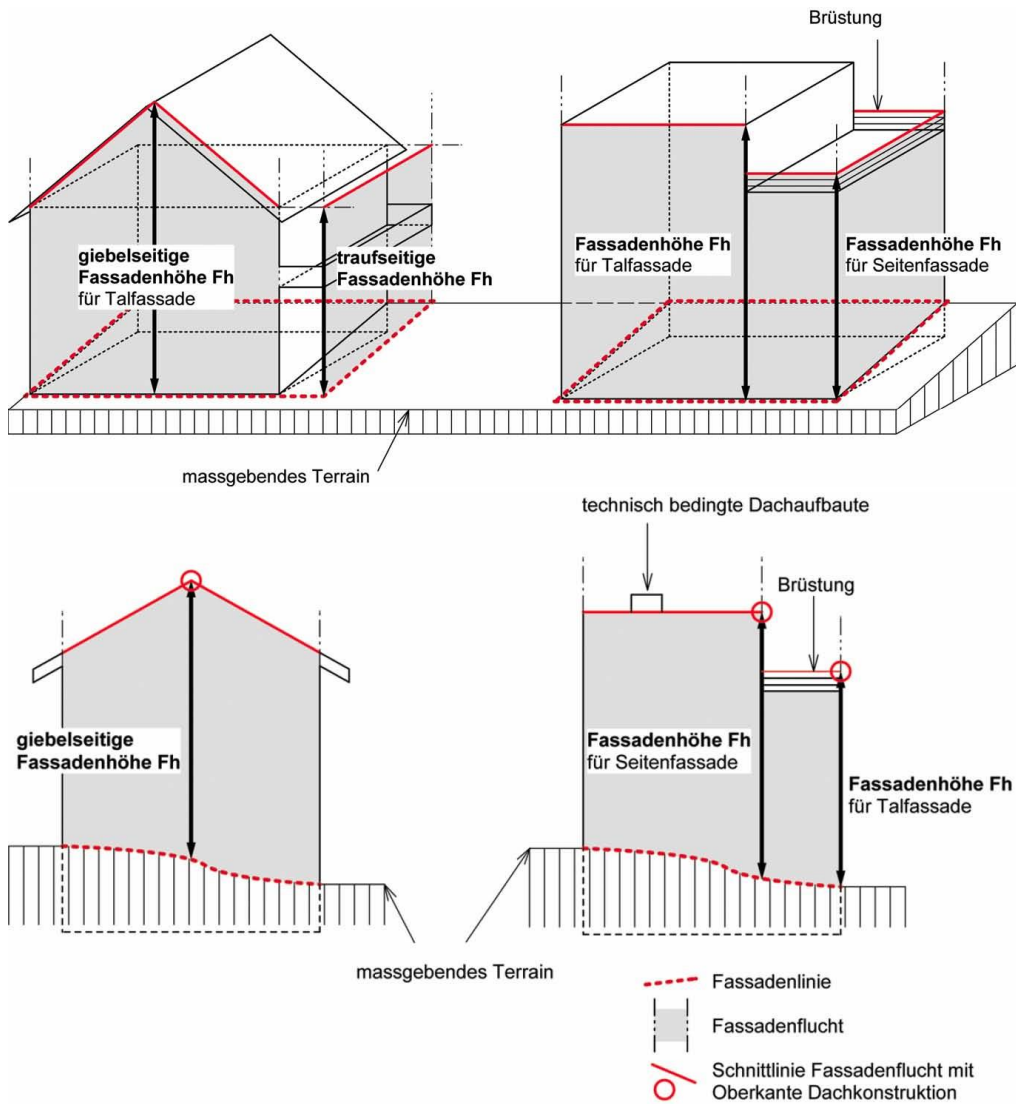 Brüstung
giebelseitige
Fassadenhöhe Fh
für Talfassade
traufseitige
Fassadenhöhe Fh
Fassadenhöhe Fh
für Talfassade
Fassadenhöhe Fh
für Seitenfassade
massgebendes Terrain
technisch bedingte Dachaufbaute
Brüstung
giebelseitige
Fassadenhöhe Fh
Fassadenhöhe Fh
für Seitenfassade
Fassadenhöhe Fh
für Talfassade
massgebendes Terrain
Fassadenlinie
Fassadenflucht
Schnittlinie Fassadenflucht mit
Oberkante Dachkonstruktion